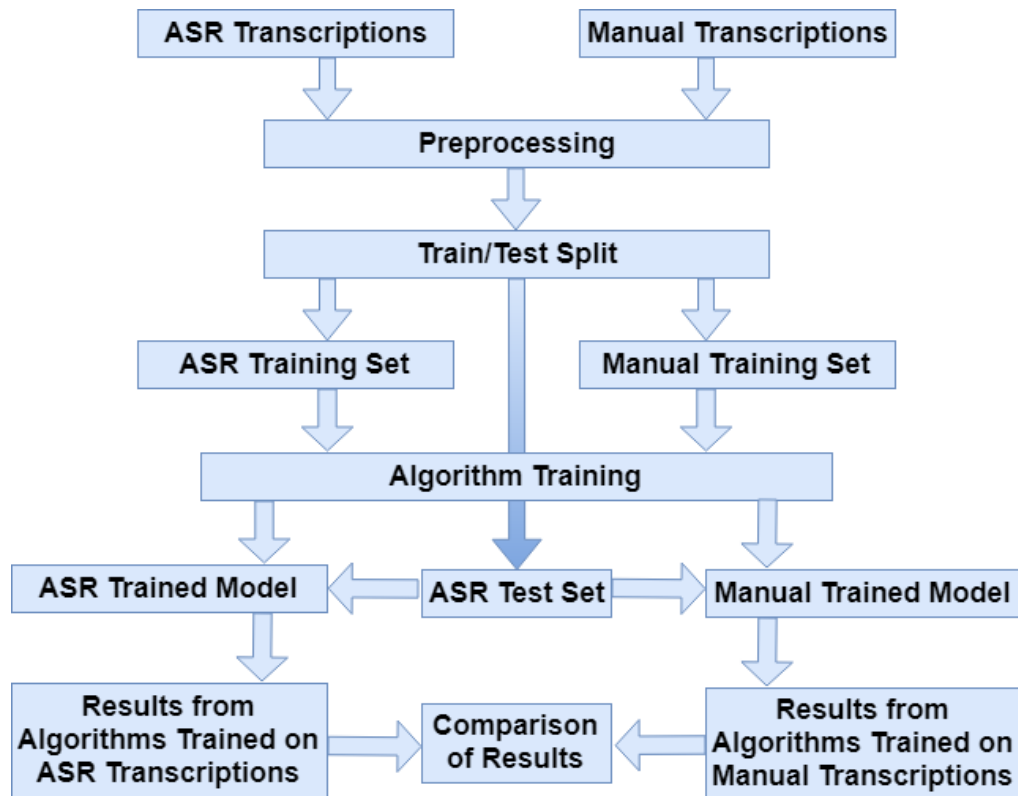 ASR Transcriptions
Manual Transcriptions
Preprocessing
Train/Test Split
ASR Training Set
Manual Training Set
Algorithm Training
ASR Trained Model
ASR Test Set
Manual Trained Model
Results from
Algorithms Trained on
ASR Transcriptions
Comparison
of Results
Results from
Algorithms Trained on
Manual Transcriptions